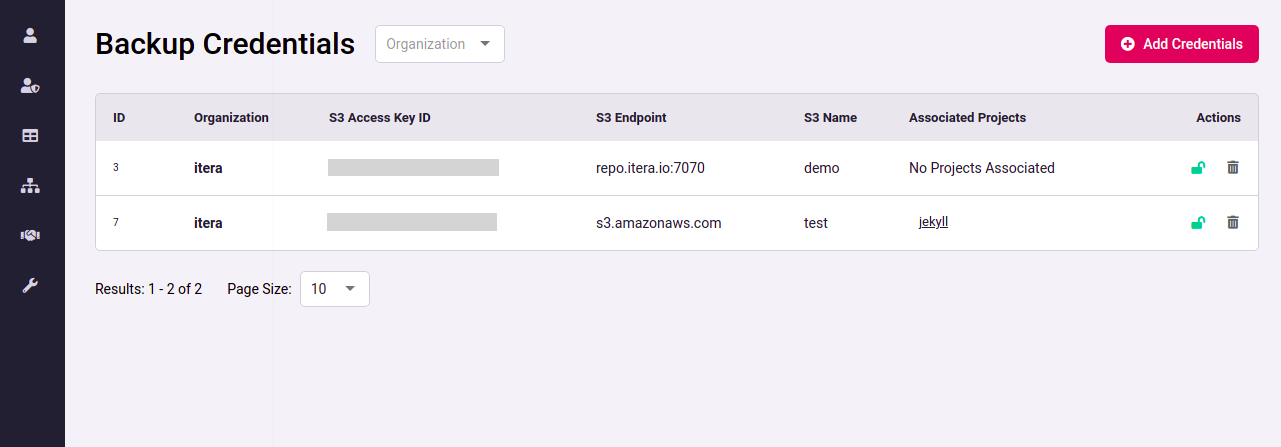 Backup Credentials Organization Add Credentials
ID Organization S3 Access Key ID S3 Endpoint S3 Name Associated Projects Actions
3 itera repo.itera.io:7070 demo No Projects Associated
7 itera s3.amazonaws.com test jekyll
Results: 1 - 2 of 2 Page Size: 10